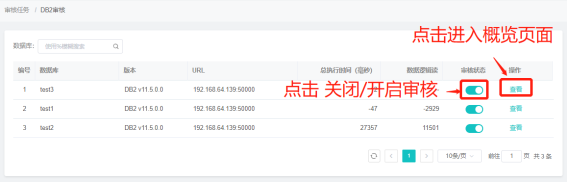 审核任务 / DB2审核
点击进入概览页面
数据库:
编号 数据库 版本 URL 总执行时间（毫秒） 数据逻辑读 审核状态 操作
1 test3 DB2 v11.5.0.0 192.168.64.139:50000 点击 关闭/开启审核 查看
2 test1 DB2 v11.5.0.0 192.168.64.139:50000 -47 -2929 查看
3 test2 DB2 v11.5.0.0 192.168.64.139:50000 27357 11501 查看
1 10条/页 前往 1 页 共 3 条